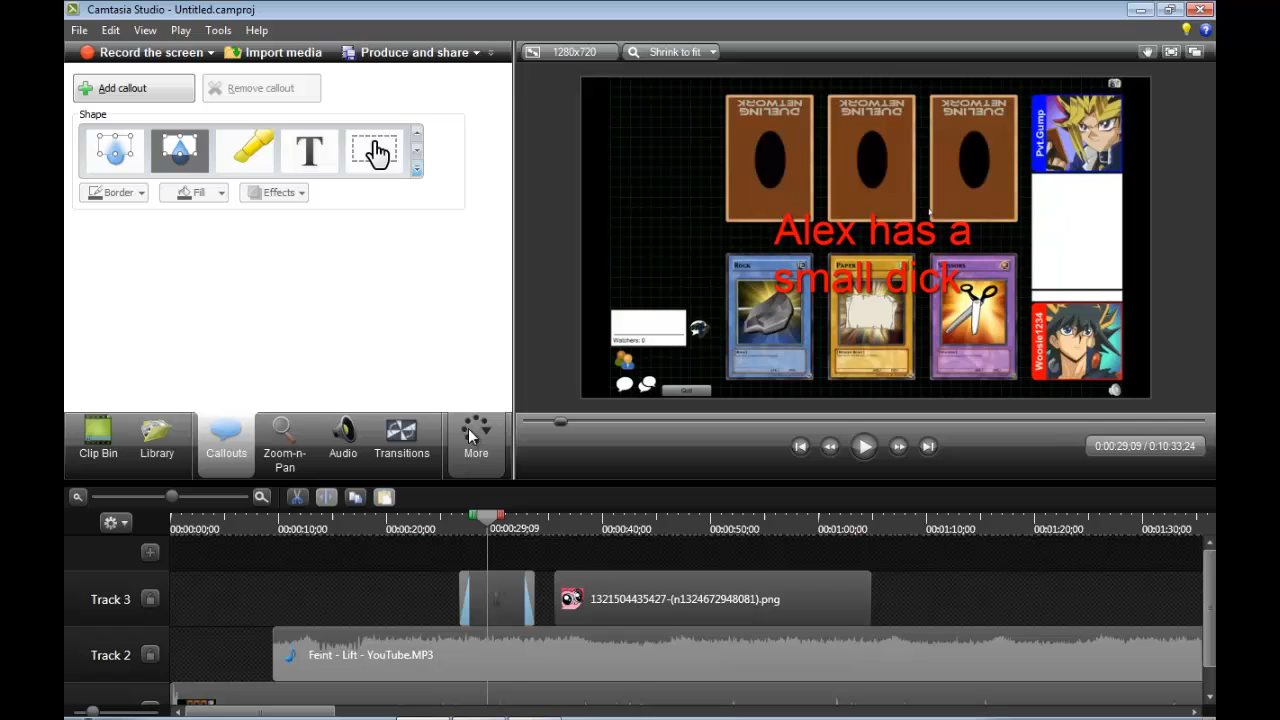 Camtasia Studio - Untitled.camproj
File Edit View Play Tools Help
Record the screen Import media Produce and share
1280x720 Shrink to fit
Add callout Remove callout
Shape
T
Border Fill Effects
DUELING NETWORK DUELING NETWORK DUELING NETWORK
Pvt.Gump
Alex has a
small dick
ROCK PAPER SCISSORS
Watchers: 0
Woosle1234
Quit
Clip Bin Library Callouts Zoom-n-Pan Audio Transitions More
0:00:29;09 / 0:10:33;24
00:00:00;00 00:00:10;00 00:00:20;00 00:00:29;09 00:00:40;00 00:00:50;00 00:01:00;00 00:01:10;00 00:01:20;00 00:01:30;00
Track 3 1321504435427-(n1324672948081).png
Track 2 Feint - Lift - YouTube.MP3